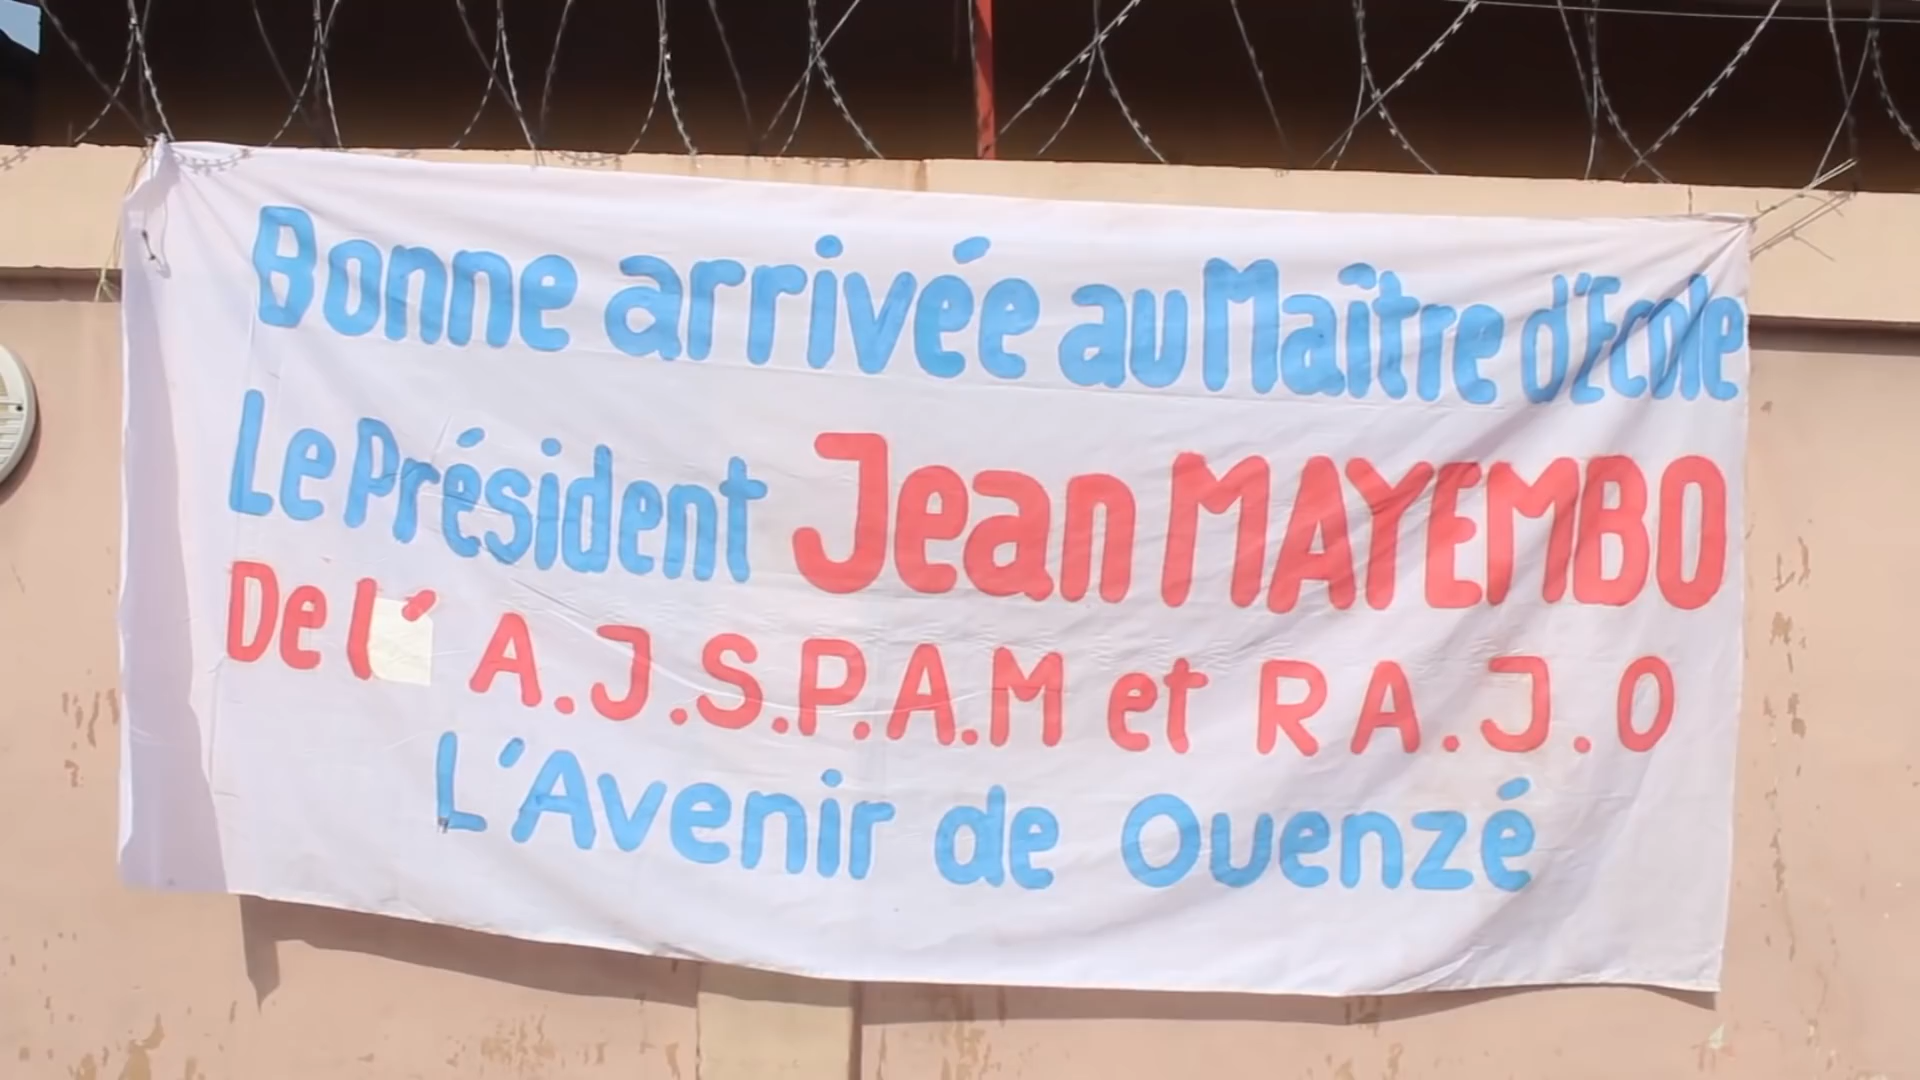 Bonne arrivée au Maître d'Ecole
Le Président Jean MAYEMBO
De l' A.J.S.P.A.M et R A.J.O
L'Avenir de Ouenzé